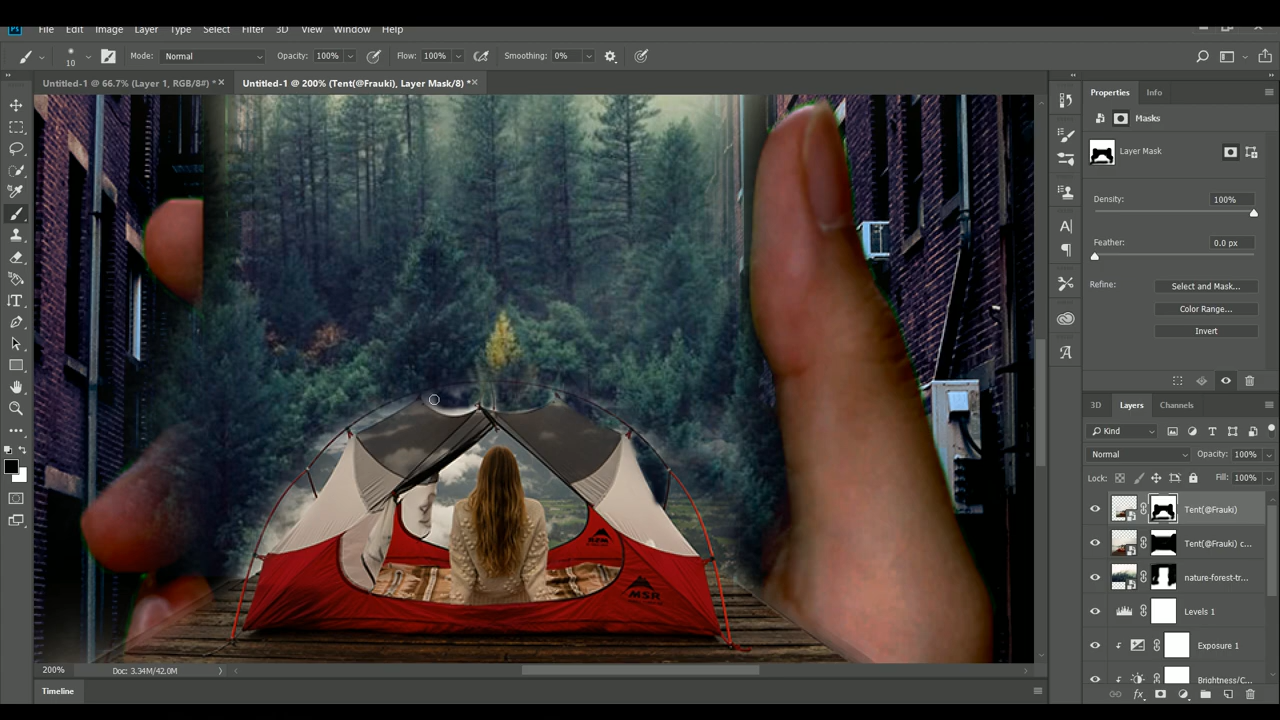 Ps File Edit Image Layer Type Select Filter 3D View Window Help
10 Mode: Normal Opacity: 100% Flow: 100% Smoothing: 0%
Untitled-1 @ 66.7% (Layer 1, RGB/8#) * × Untitled-1 @ 200% (Tent(@Frauki), Layer Mask/8) * ×
Properties Info
Masks
Layer Mask
Density: 100%
Feather: 0.0 px
Refine: Select and Mask...
Color Range...
Invert
3D Layers Channels
Kind
Normal Opacity: 100%
Lock: Fill: 100%
Tent(@Frauki)
Tent(@Frauki) c...
nature-forest-tr...
Levels 1
Exposure 1
Brightness/C...
MSR
MSR
200% Doc: 3.34M/42.0M
Timeline